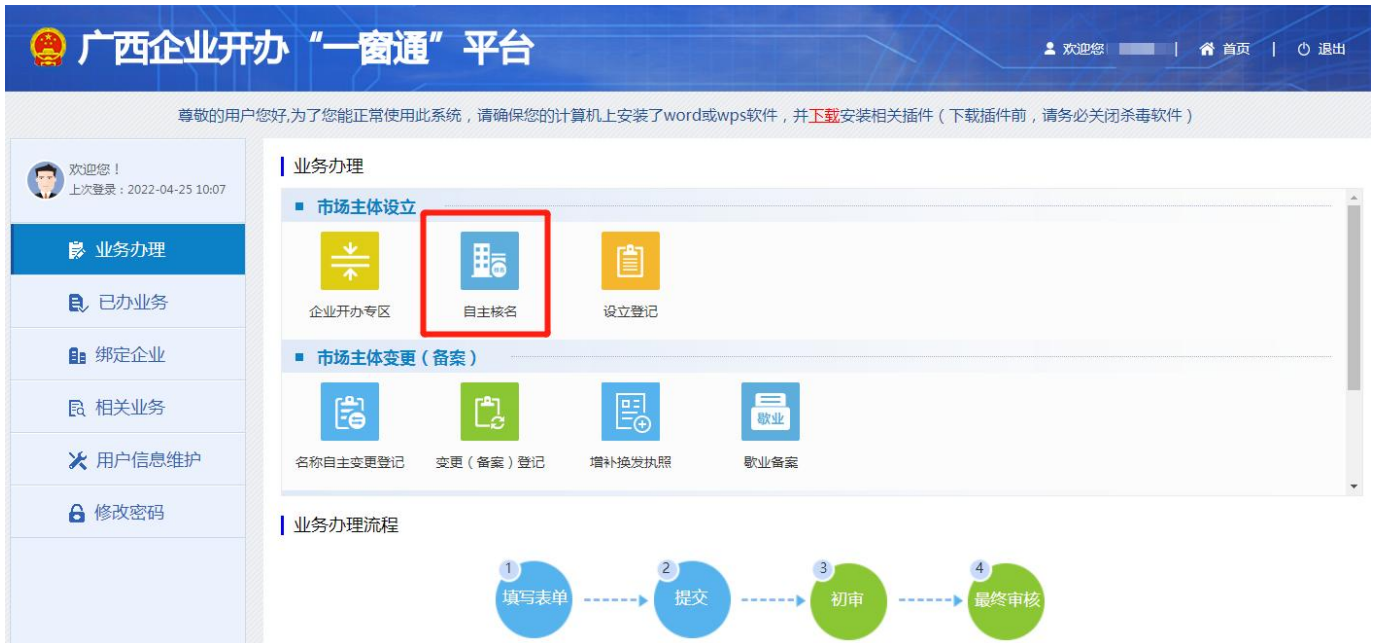 广西企业开办“一窗通”平台
欢迎您 | 首页 | 退出
尊敬的用户您好,为了您能正常使用此系统，请确保您的计算机上安装了word或wps软件，并下载安装相关插件（下载插件前，请务必关闭杀毒软件）
欢迎您！
上次登录：2022-04-25 10:07
业务办理
已办业务
绑定企业
相关业务
用户信息维护
修改密码
业务办理
市场主体设立
企业开办专区 自主核名 设立登记
市场主体变更（备案）
歇业
名称自主变更登记 变更（备案）登记 增补换发执照 歇业备案
业务办理流程
1 2 3 4
填写表单 提交 初审 最终审核